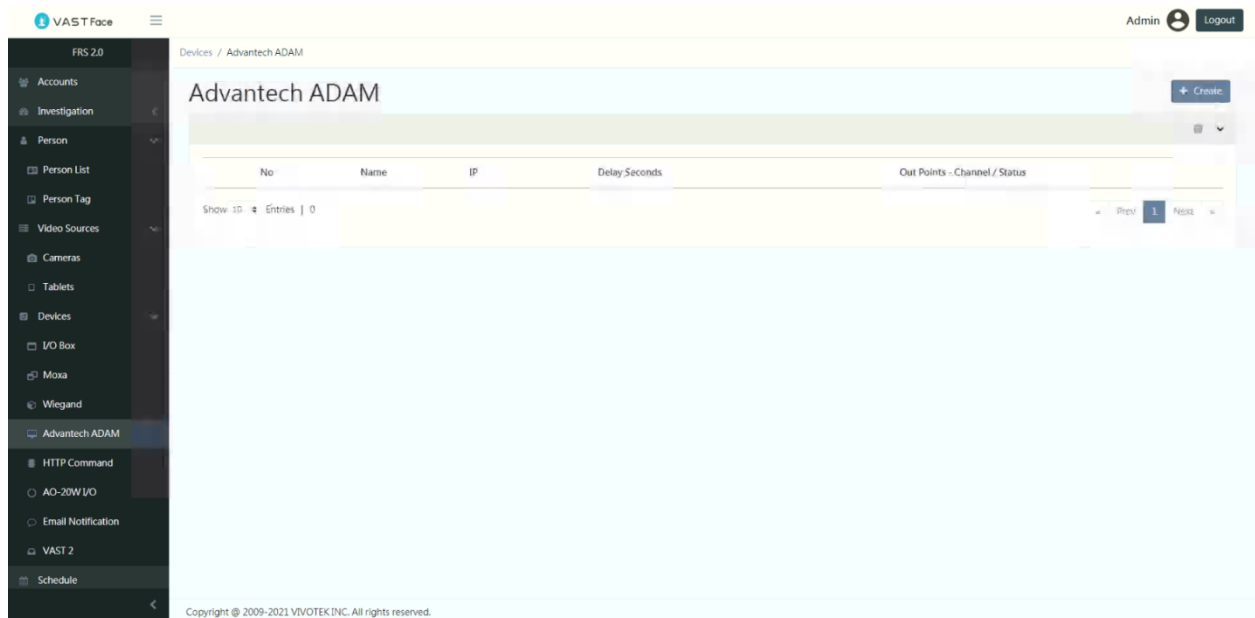 VAST Face
Admin
Logout
FRS 2.0
Devices / Advantech ADAM
Accounts
Investigation
Person
Person List
Person Tag
Video Sources
Cameras
Tablets
Devices
I/O Box
Moxa
Wiegand
Advantech ADAM
HTTP Command
AO-20W I/O
Email Notification
VAST 2
Schedule
Advantech ADAM
+ Create
No Name IP Delay Seconds Out Points - Channel / Status
Show 10 Entries | 0
« Prev 1 Next »
Copyright @ 2009-2021 VIVOTEK INC. All rights reserved.